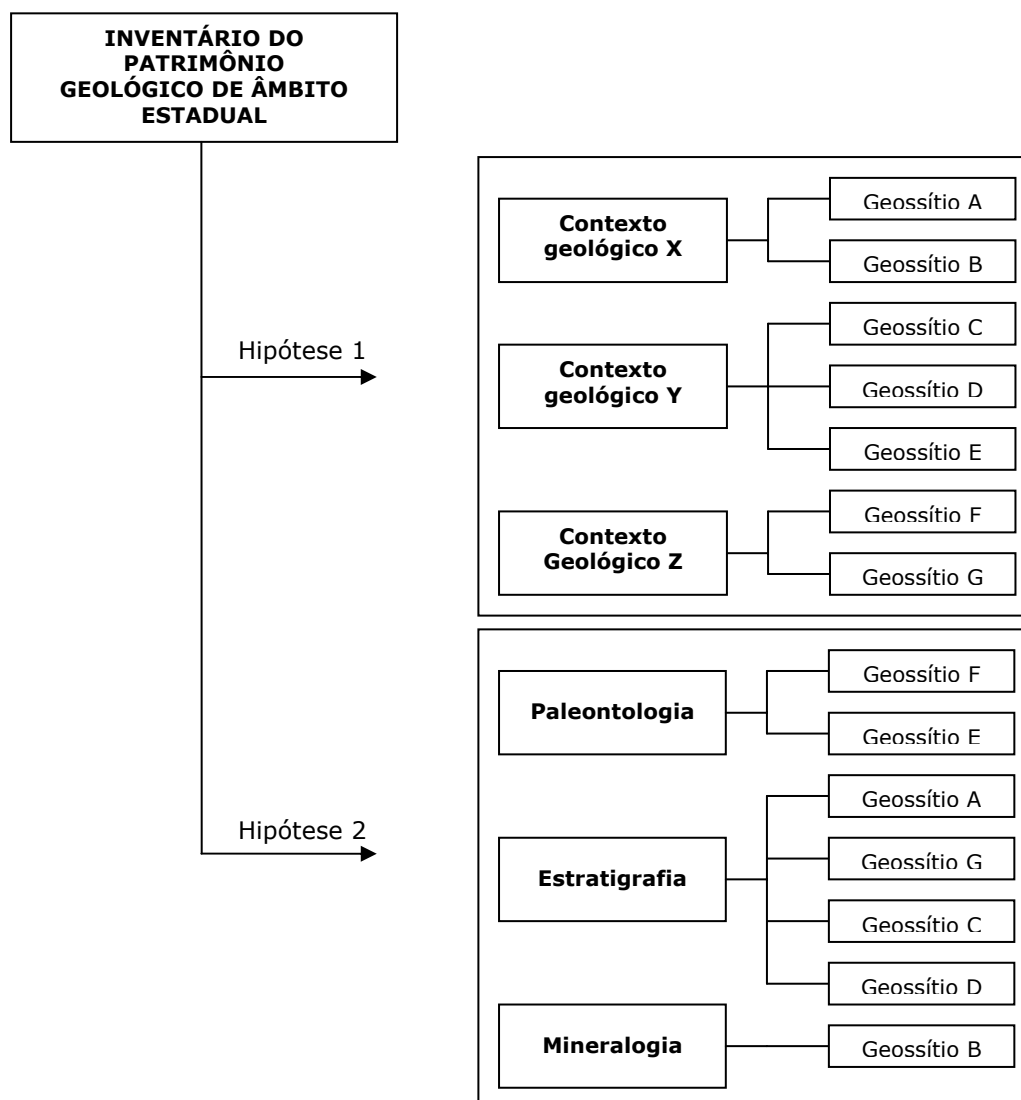 INVENTÁRIO DO
PATRIMÔNIO
GEOLÓGICO DE ÂMBITO
ESTADUAL
Hipótese 1
Contexto
geológico X
Geossítio A
Geossítio B
Contexto
geológico Y
Geossítio C
Geossítio D
Geossítio E
Contexto
Geológico Z
Geossítio F
Geossítio G
Hipótese 2
Paleontologia
Geossítio F
Geossítio E
Estratigrafia
Geossítio A
Geossítio G
Geossítio C
Geossítio D
Mineralogia
Geossítio B